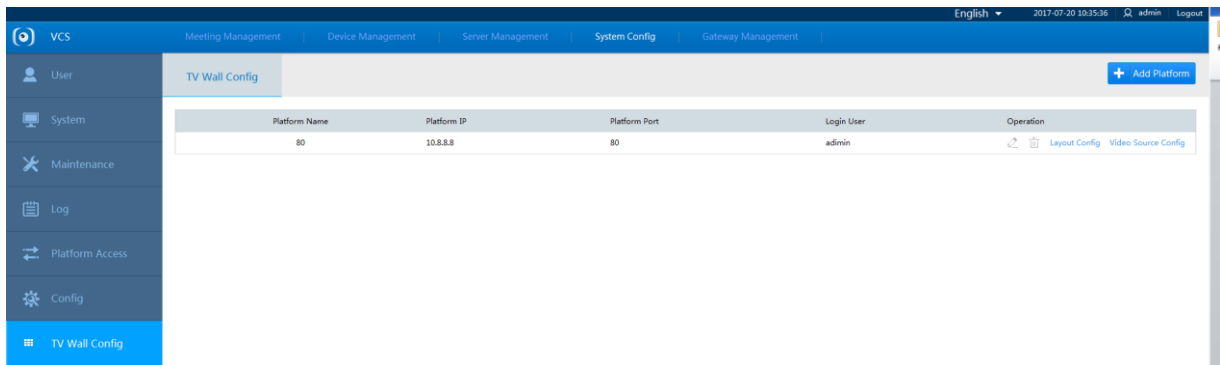 English 2017-07-20 10:35:36 admin Logout
VCS Meeting Management Device Management Server Management System Config Gateway Management
User
TV Wall Config Add Platform
System
Platform Name Platform IP Platform Port Login User Operation
80 10.8.8.8 80 adimin Layout Config Video Source Config
Maintenance
Log
Platform Access
Config
TV Wall Config